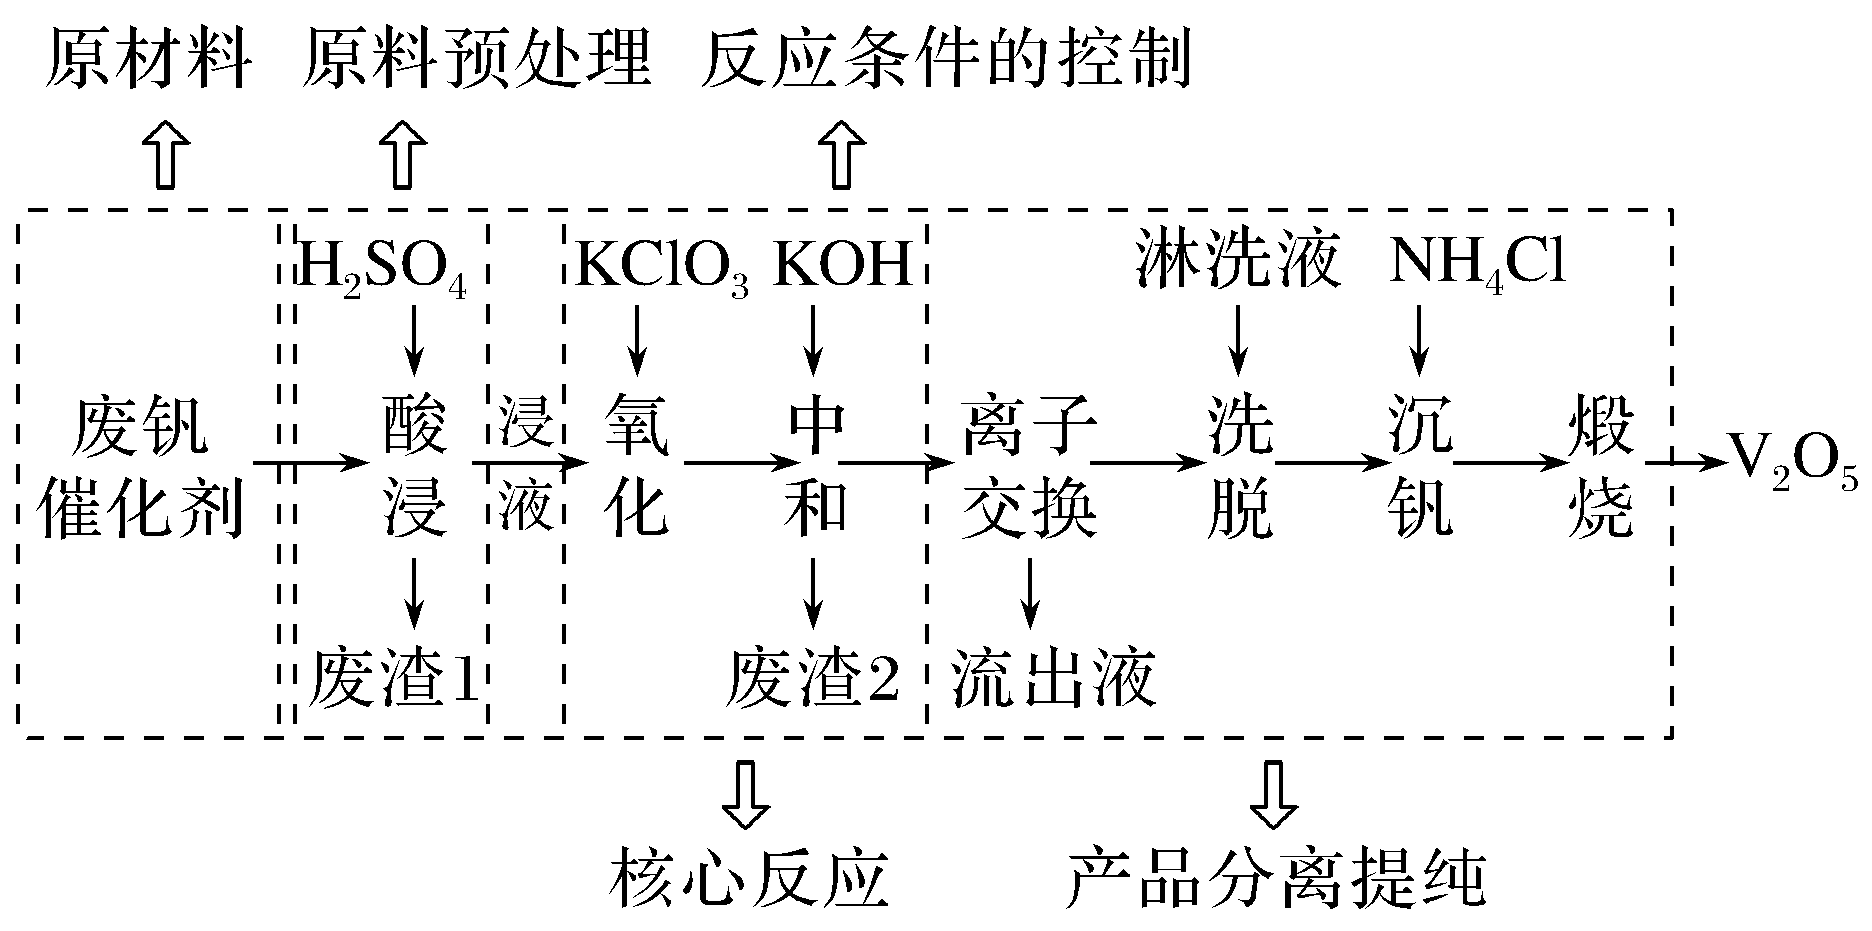 原材料 原料预处理 反应条件的控制
H₂SO₄ KClO₃ KOH 淋洗液 NH₄Cl
废钒催化剂 酸浸 浸液 氧化 中和 离子交换 洗脱 沉钒 煅烧 V₂O₅
废渣1 废渣2 流出液
核心反应 产品分离提纯